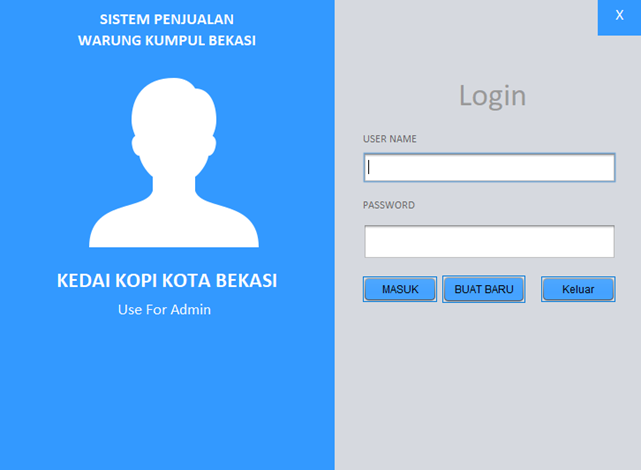 SISTEM PENJUALAN
WARUNG KUMPUL BEKASI
KEDAI KOPI KOTA BEKASI
Use For Admin
X
Login
USER NAME
PASSWORD
MASUK
BUAT BARU
Keluar